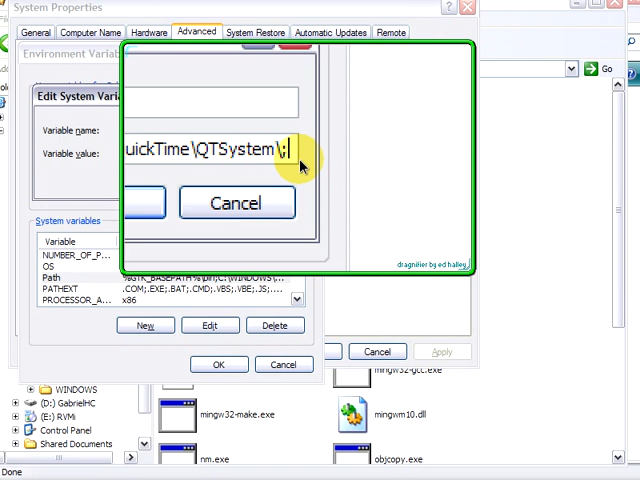 System Properties
?
General
Computer Name
Hardware
Advanced
System Restore
Automatic Updates
Remote
Go
Environment Variab
Edit System Varia
Variable name:
Variable value:
uickTime\QTSystem\;
Cancel
dragnifier by ed halley
System variables
Variable
NUMBER_OF_P...
OS
Path %GTK_BASEPATH%\bin;C:\WINDOWS\...
PATHEXT .COM;.EXE;.BAT;.CMD;.VBS;.VBE;.JS;....
PROCESSOR_A... x86
New
Edit
Delete
Cancel
Apply
OK
Cancel
mingw32-gcc.exe
WINDOWS
(D:) GabrielHC
(E:) RVMi
Control Panel
Shared Documents
mingw32-make.exe
mingwm10.dll
nm.exe
objcopy.exe
Done